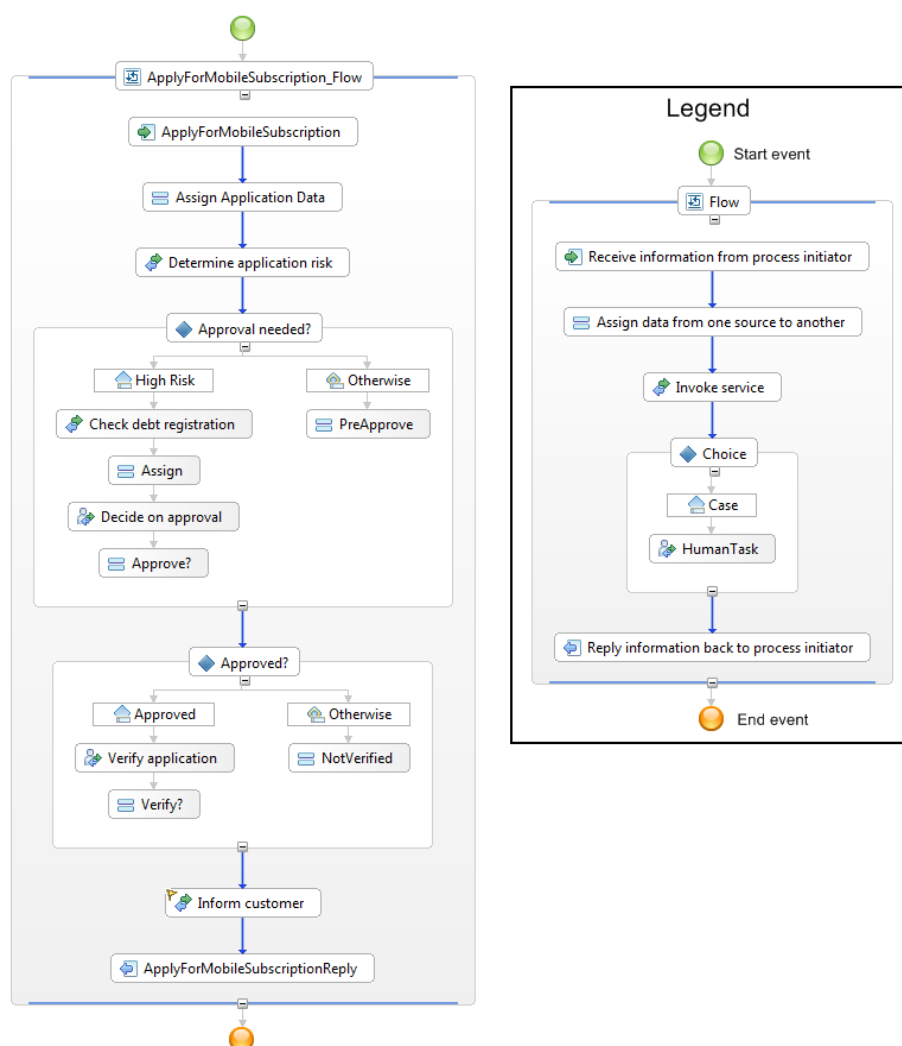 ApplyForMobileSubscription_Flow
ApplyForMobileSubscription
Assign Application Data
Determine application risk
Approval needed?
High Risk
Otherwise
Check debt registration
PreApprove
Assign
Decide on approval
Approve?
Approved?
Approved
Otherwise
Verify application
NotVerified
Verify?
Inform customer
ApplyForMobileSubscriptionReply
Legend
Start event
Flow
Receive information from process initiator
Assign data from one source to another
Invoke service
Choice
Case
HumanTask
Reply information back to process initiator
End event